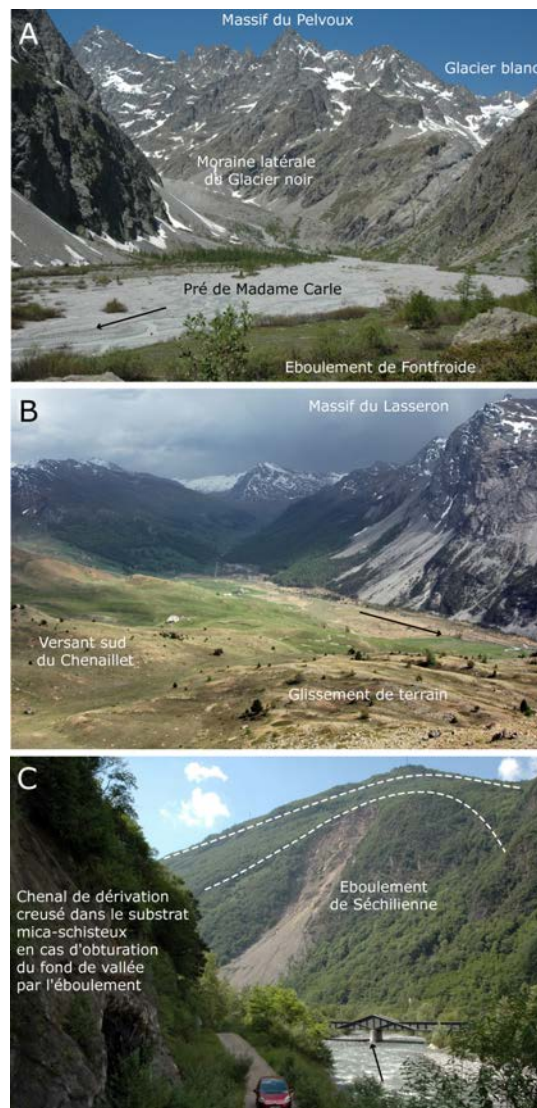 A
Massif du Pelvoux
Glacier blanc
Moraine latérale
du Glacier noir
Pré de Madame Carle
Eboulement de Fontfroide
B
Massif du Lasseron
Versant sud
du Chenaillet
Glissement de terrain
C
Chenal de dérivation
creusé dans le substrat
mica-schisteux
en cas d'obturation
du fond de vallée
par l'éboulement
Eboulement
de Séchilienne